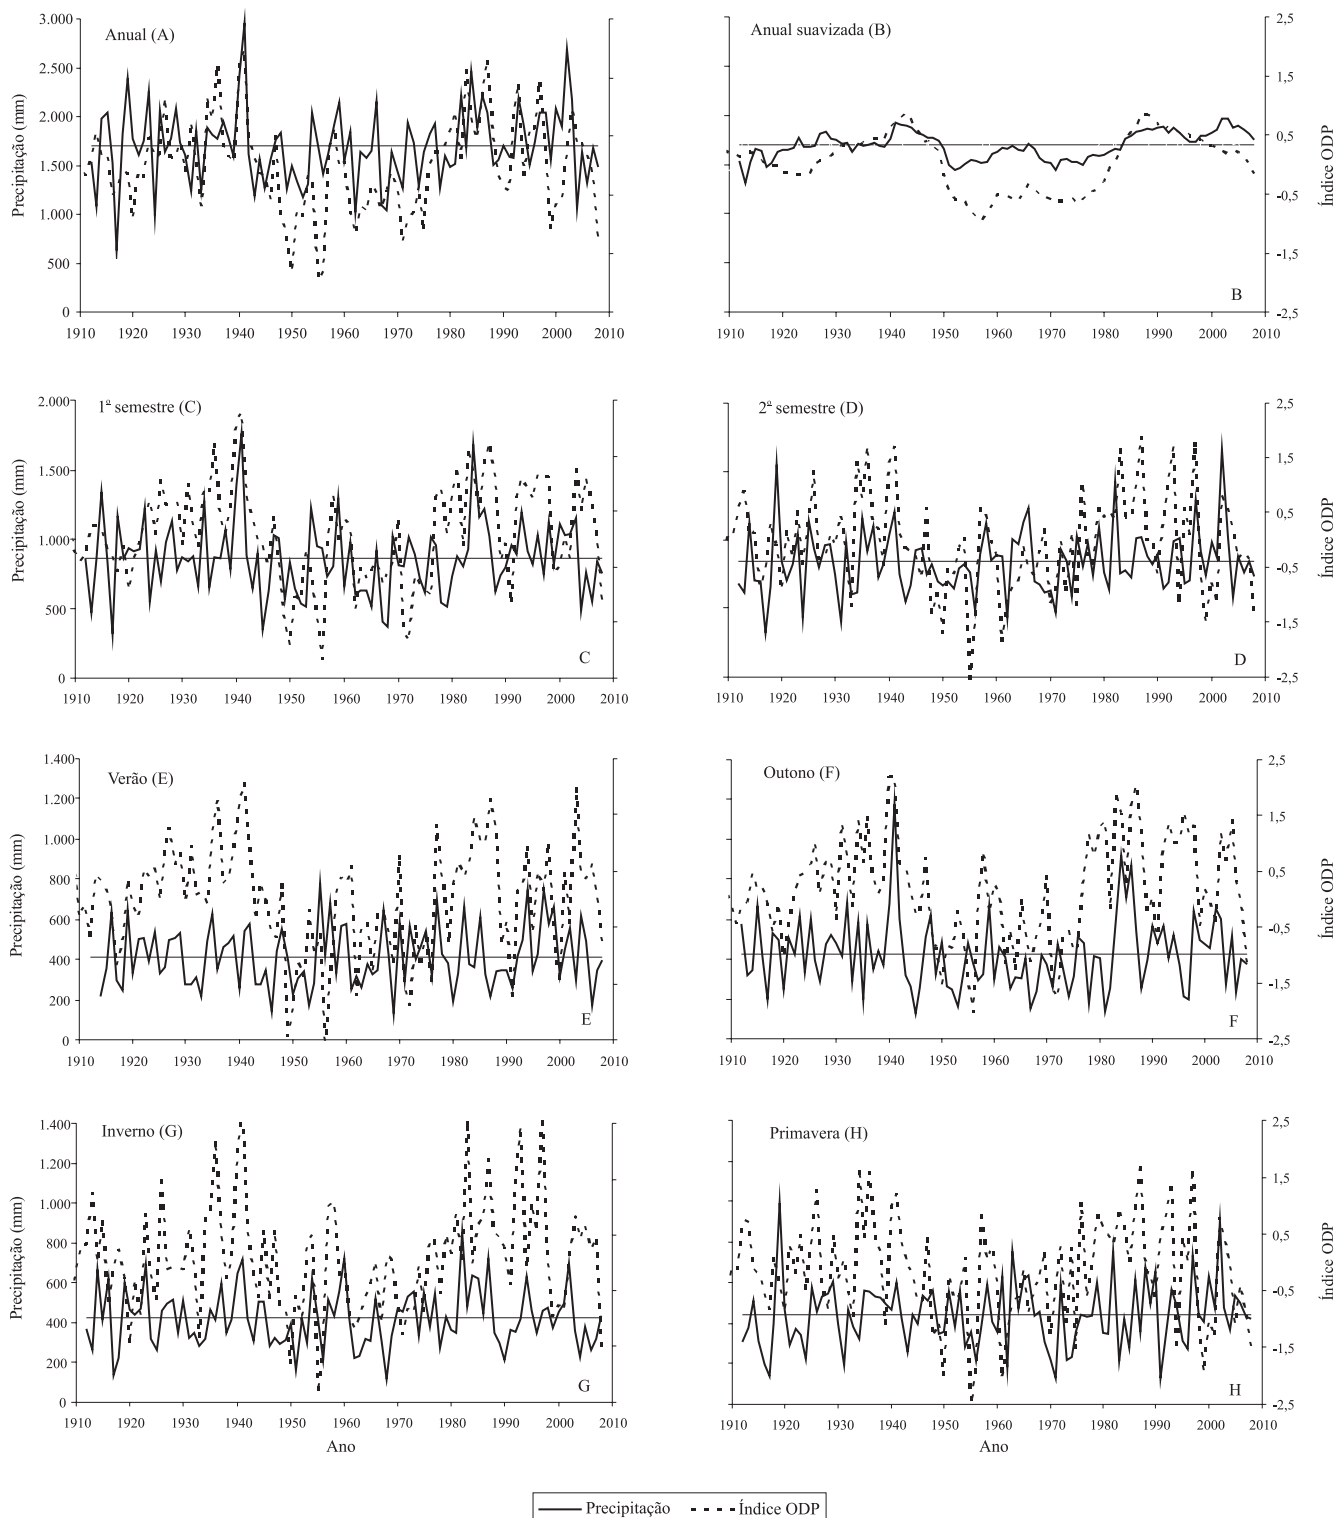 Anual (A)
Precipitação (mm)
3.000
2.500
2.000
1.500
1.000
500
0
1910 1920 1930 1940 1950 1960 1970 1980 1990 2000 2010
Anual suavizada (B)
B
2,5
1,5
0,5
-0,5
-1,5
-2,5
Índice ODP
1910 1920 1930 1940 1950 1960 1970 1980 1990 2000 2010
1º semestre (C)
Precipitação (mm)
2.000
1.500
1.000
500
0
C
1910 1920 1930 1940 1950 1960 1970 1980 1990 2000 2010
2º semestre (D)
D
2,5
1,5
0,5
-0,5
-1,5
-2,5
Índice ODP
1910 1920 1930 1940 1950 1960 1970 1980 1990 2000 2010
Verão (E)
Precipitação (mm)
1.400
1.200
1.000
800
600
400
200
0
E
1910 1920 1930 1940 1950 1960 1970 1980 1990 2000 2010
Outono (F)
F
2,5
1,5
0,5
-0,5
-1,5
-2,5
Índice ODP
1910 1920 1930 1940 1950 1960 1970 1980 1990 2000 2010
Inverno (G)
Precipitação (mm)
1.400
1.200
1.000
800
600
400
200
0
G
1910 1920 1930 1940 1950 1960 1970 1980 1990 2000 2010
Ano
Primavera (H)
H
2,5
1,5
0,5
-0,5
-1,5
-2,5
Índice ODP
1910 1920 1930 1940 1950 1960 1970 1980 1990 2000 2010
Ano
Precipitação Índice ODP